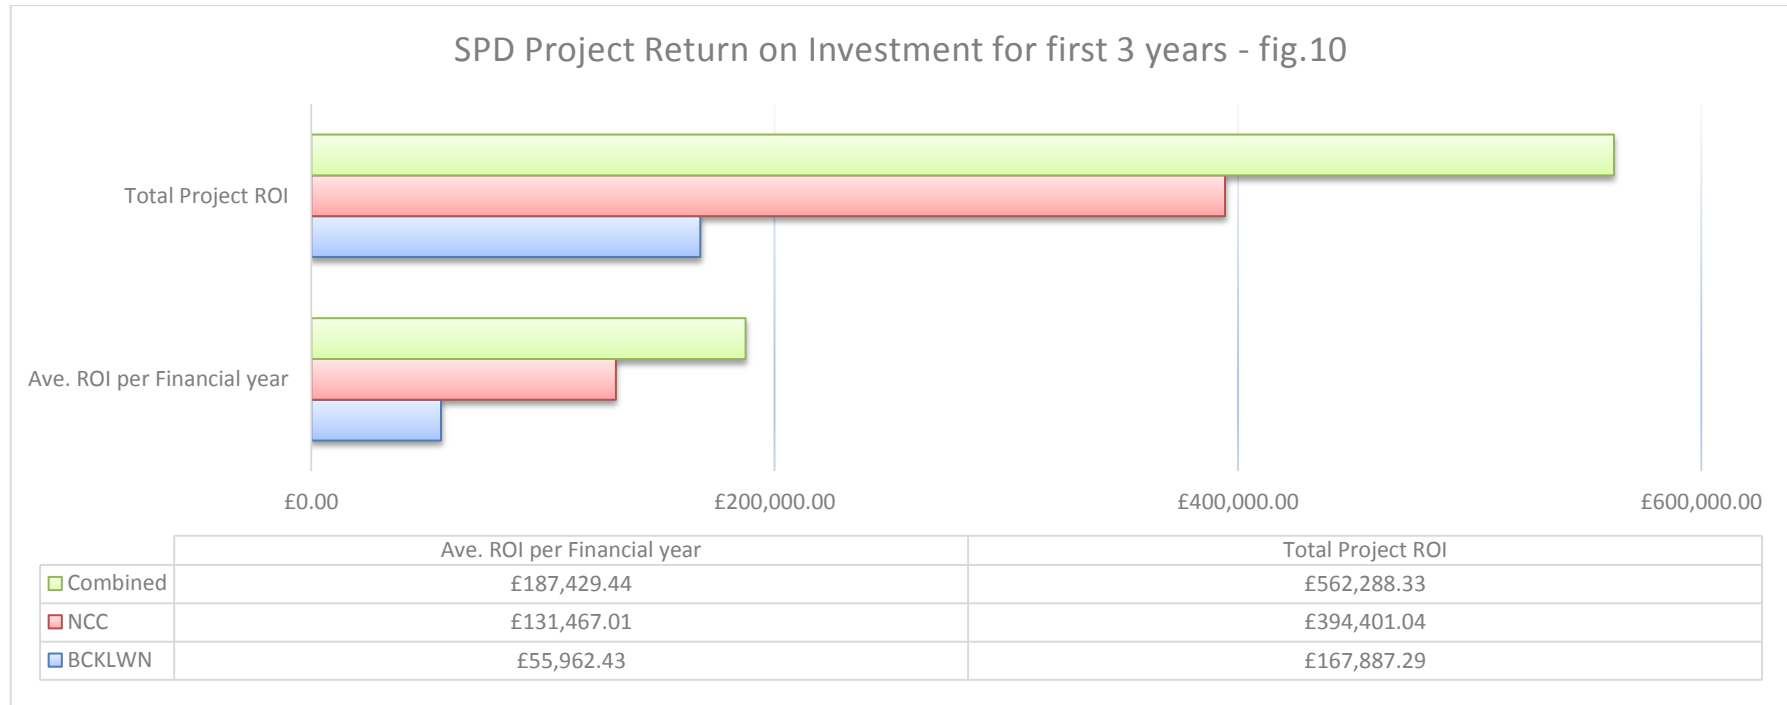 SPD Project Return on Investment for first 3 years - fig.10
Total Project ROI
Ave. ROI per Financial year
£0.00 £200,000.00 £400,000.00 £600,000.00
Ave. ROI per Financial year Total Project ROI
Combined £187,429.44 £562,288.33
NCC £131,467.01 £394,401.04
BCKLWN £55,962.43 £167,887.29